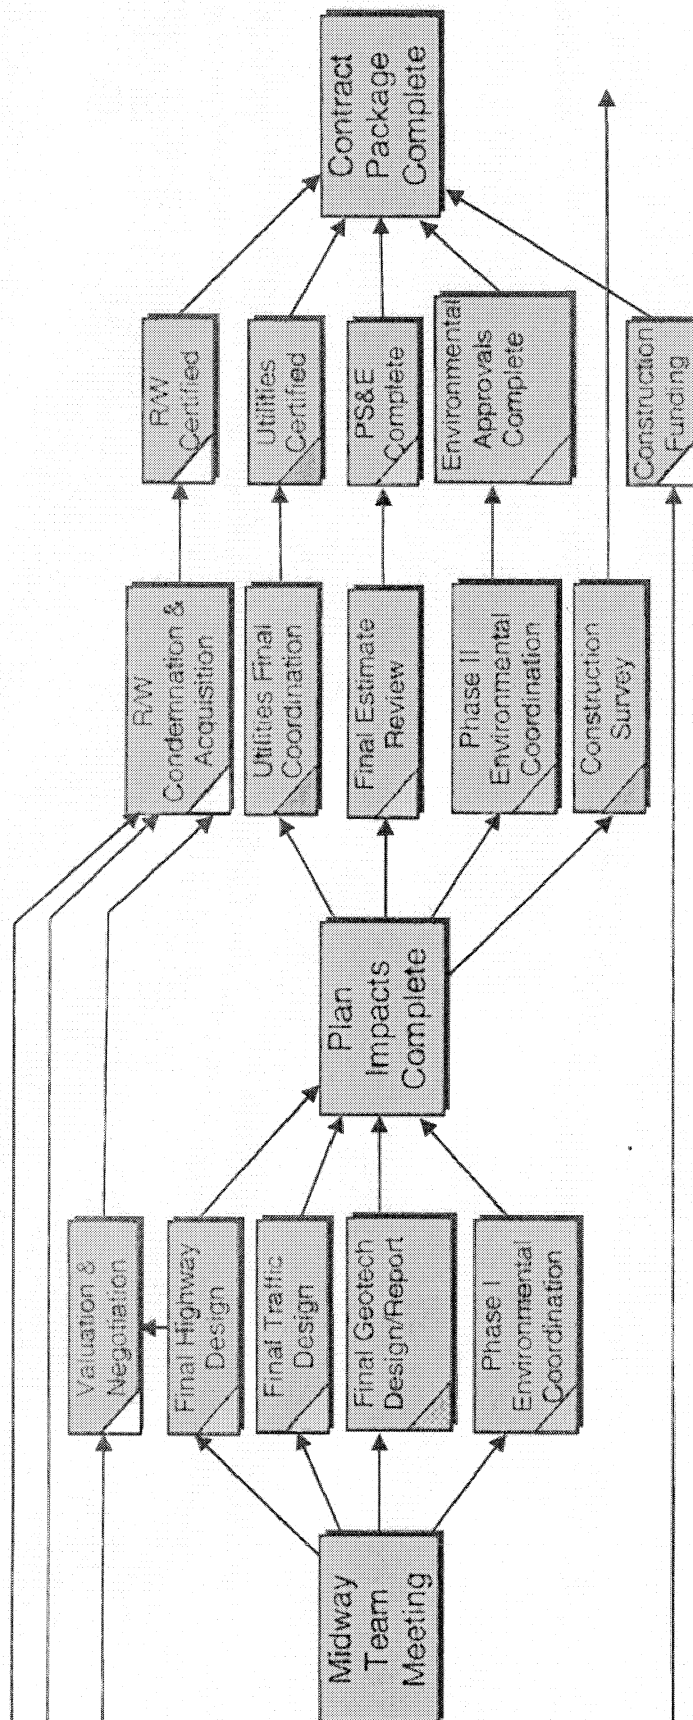 Midway
Team
Meeting
Valuation &
Negotiation
Final Highway
Design
Final Traffic
Design
Final Geotech
Design/Report
Phase I
Environmental
Coordination
Plan
Impacts
Complete
R/W
Condemnation &
Acquisition
Utilities Final
Coordination
Final Estimate
Review
Phase II
Environmental
Coordination
Construction
Survey
R/W
Certified
Utilities
Certified
PS&E
Complete
Environmental
Approvals
Complete
Construction
Funding
Contract
Package
Complete